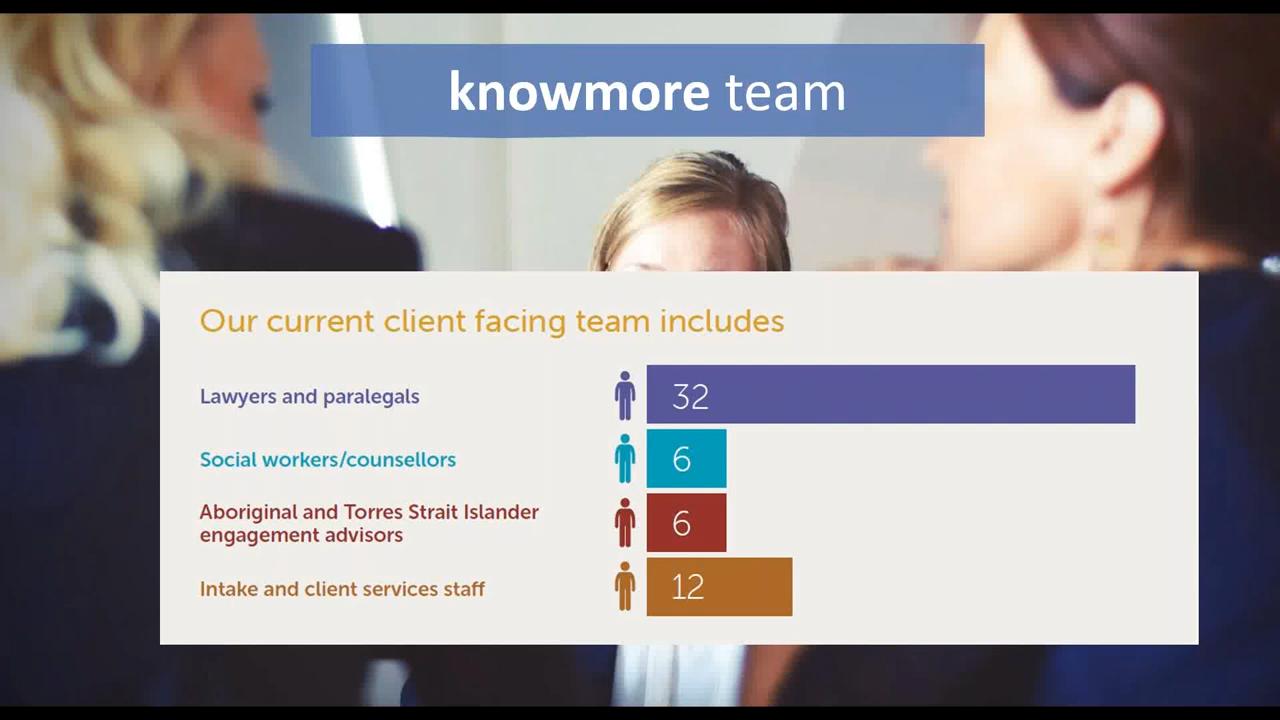 knowmore team
Our current client facing team includes
Lawyers and paralegals
32
Social workers/counsellors
6
Aboriginal and Torres Strait Islander
engagement advisors
6
Intake and client services staff
12